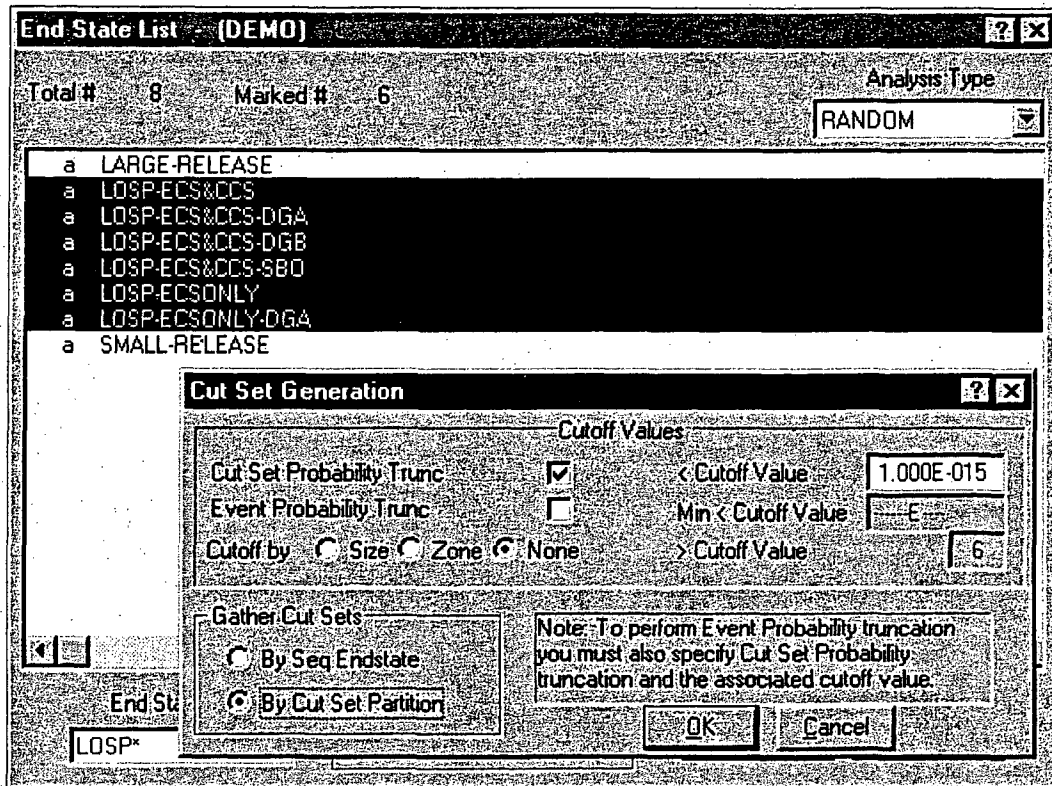 End State List - (DEMO)
Total # 8 Marked # 6
Analysis Type
RANDOM
a LARGE-RELEASE
a LOSP-ECS&CCS
a LOSP-ECS&CCS-DGA
a LOSP-ECS&CCS-DGB
a LOSP-ECS&CCS-SBO
a LOSP-ECSONLY
a LOSP-ECSONLY-DGA
a SMALL-RELEASE
Cut Set Generation
Cutoff Values
Cut Set Probability Trunc < Cutoff Value 1.000E-015
Event Probability Trunc Min < Cutoff Value -.---E----
Cutoff by Size Zone None > Cutoff Value 6
Gather Cut Sets
By Seq Endstate
By Cut Set Partition
Note: To perform Event Probability truncation
you must also specify Cut Set Probability
truncation and the associated cutoff value.
OK Cancel
End Sta
LOSP*